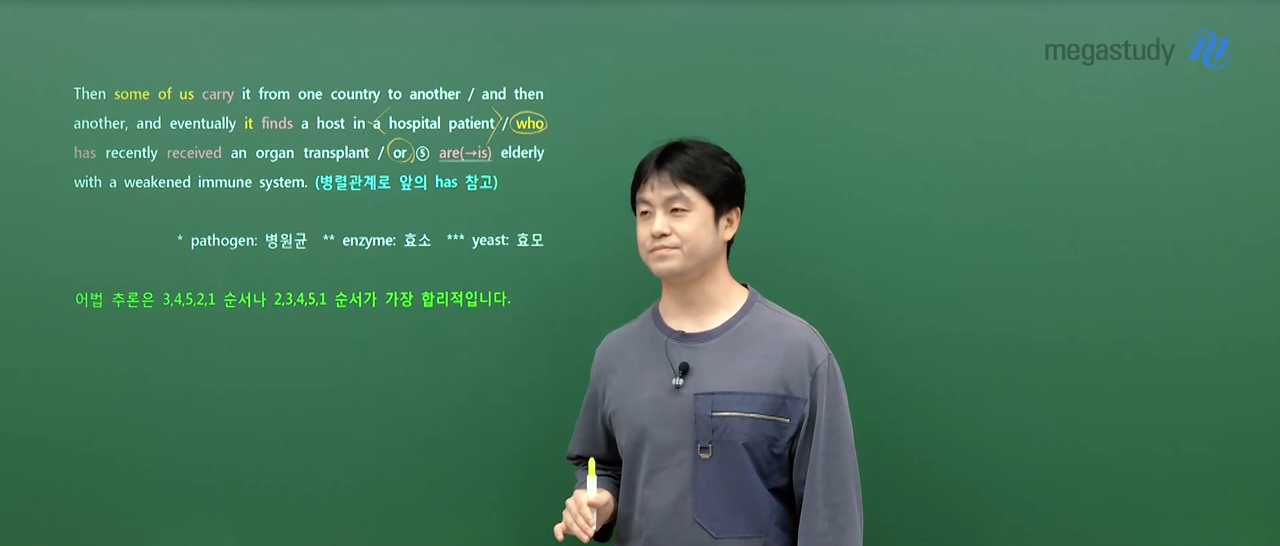 megastudy
Then some of us carry it from one country to another / and then
another, and eventually it finds a host in a hospital patient / who
has recently received an organ transplant / or ⑤ are(→is) elderly
with a weakened immune system. (병렬관계로 앞의 has 참고)
* pathogen: 병원균 ** enzyme: 효소 *** yeast: 효모
어법 추론은 3,4,5,2,1 순서나 2,3,4,5,1 순서가 가장 합리적입니다.